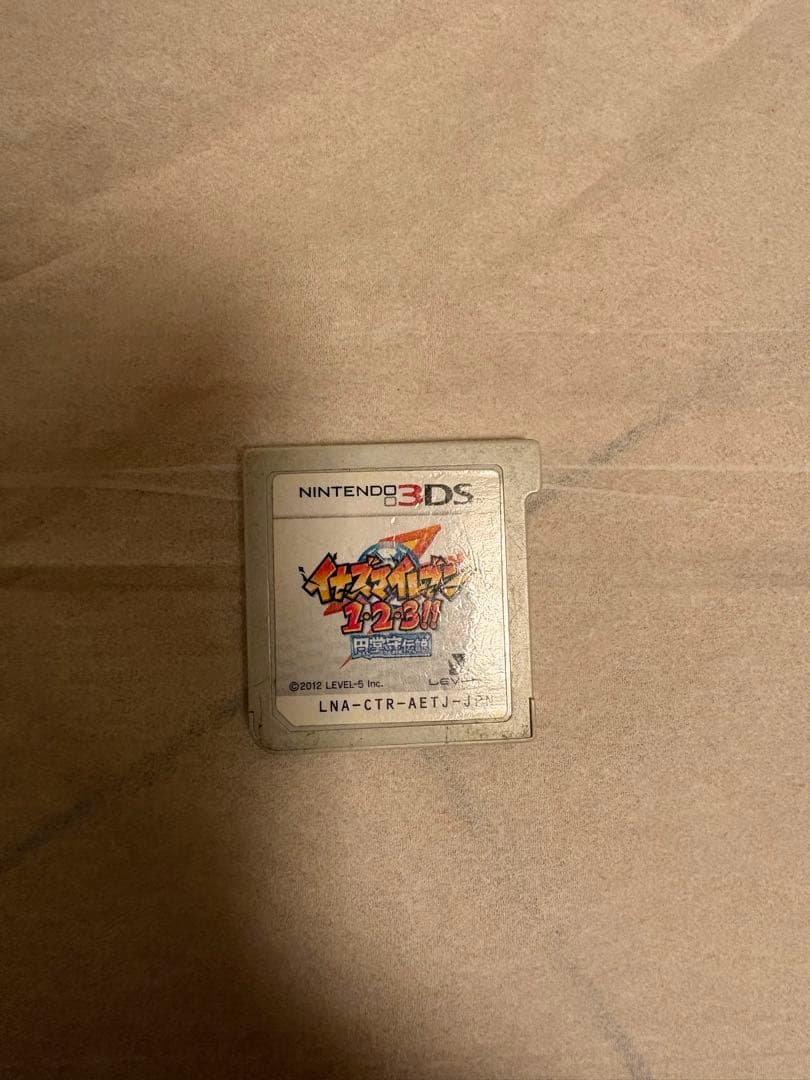 NINTENDO3DS
イナズマイレブン
1・2・3!!
円堂守伝説
©2012 LEVEL-5 Inc.
LEVEL5
LNA-CTR-AETJ-JPN